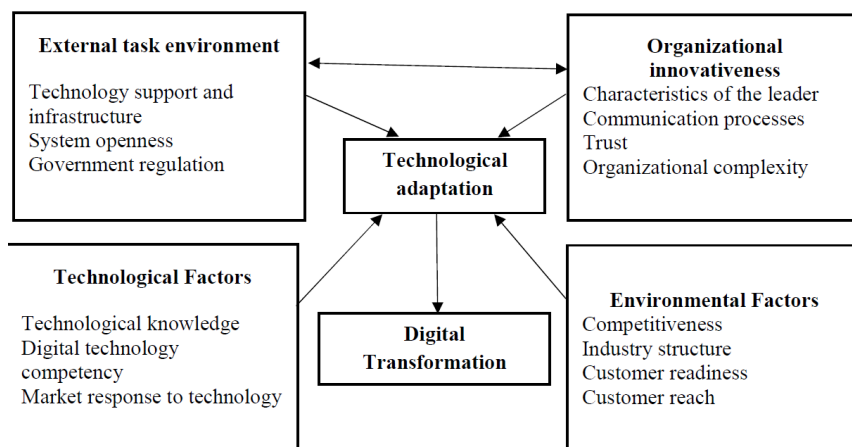 External task environment
Technology support and
infrastructure
System openness
Government regulation
Organizational
innovativeness
Characteristics of the leader
Communication processes
Trust
Organizational complexity
Technological
adaptation
Technological Factors
Technological knowledge
Digital technology
competency
Market response to technology
Digital
Transformation
Environmental Factors
Competitiveness
Industry structure
Customer readiness
Customer reach